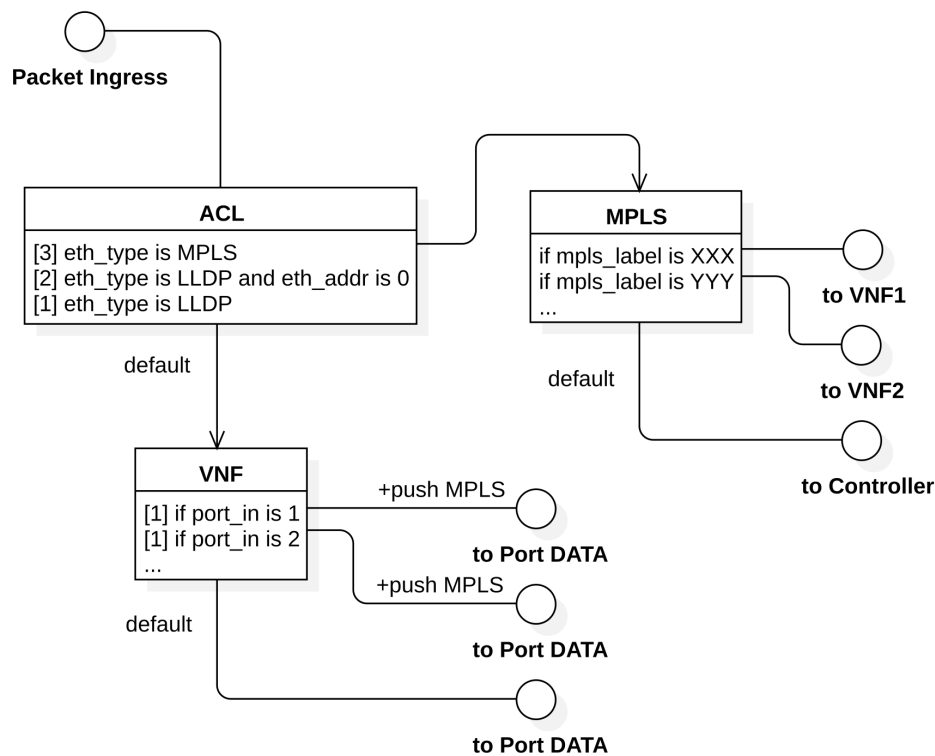 Packet Ingress
ACL
[3] eth_type is MPLS
[2] eth_type is LLDP and eth_addr is 0
[1] eth_type is LLDP
default
MPLS
if mpls_label is XXX
if mpls_label is YYY
...
default
to VNF1
to VNF2
to Controller
VNF
[1] if port_in is 1
[1] if port_in is 2
...
default
+push MPLS
to Port DATA
+push MPLS
to Port DATA
to Port DATA